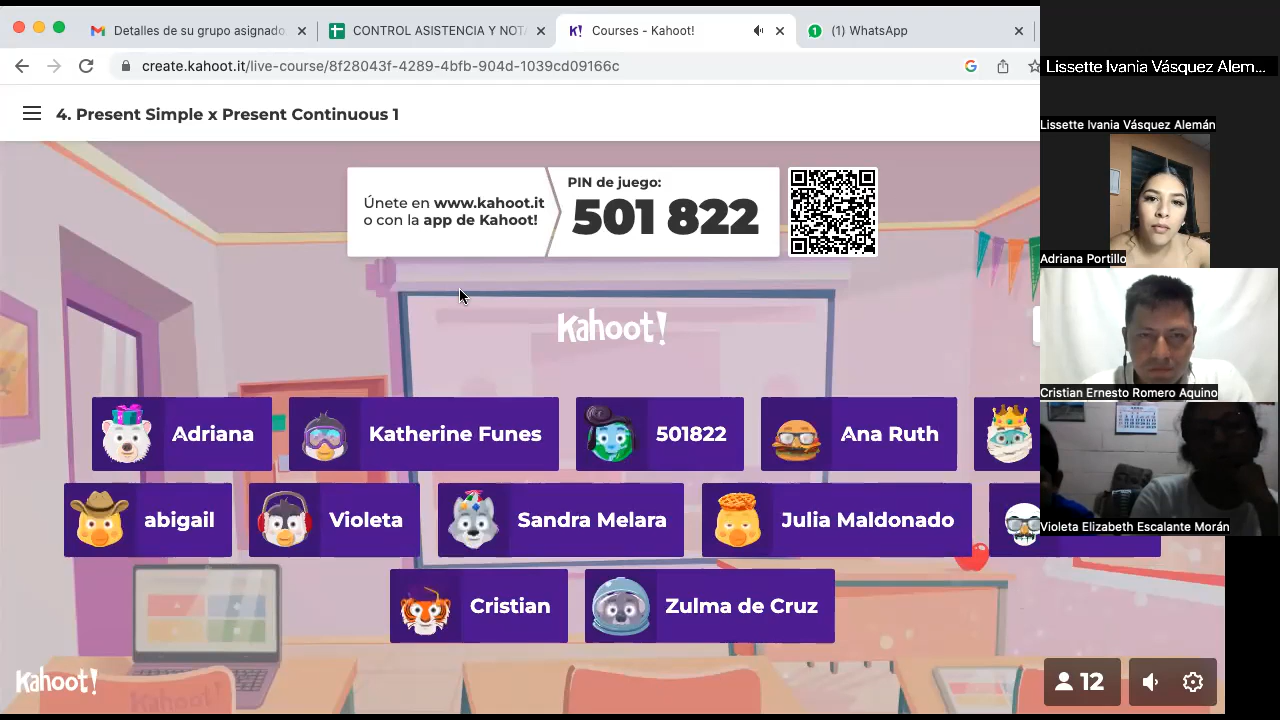 Detalles de su grupo asignado
CONTROL ASISTENCIA Y NOT
K! Courses - Kahoot!
1 (1) WhatsApp
create.kahoot.it/live-course/8f28043f-4289-4bfb-904d-1039cd09166c
Lissette Ivania Vásquez Alem...
4. Present Simple x Present Continuous 1
Lissette Ivania Vásquez Alemán
Únete en www.kahoot.it
o con la app de Kahoot!
PIN de juego:
501 822
Adriana Portillo
Kahoot!
Cristian Ernesto Romero Aquino
Adriana
Katherine Funes
501822
Ana Ruth
abigail
Violeta
Sandra Melara
Julia Maldonado
Violeta Elizabeth Escalante Morán
Cristian
Zulma de Cruz
Kahoot!
12